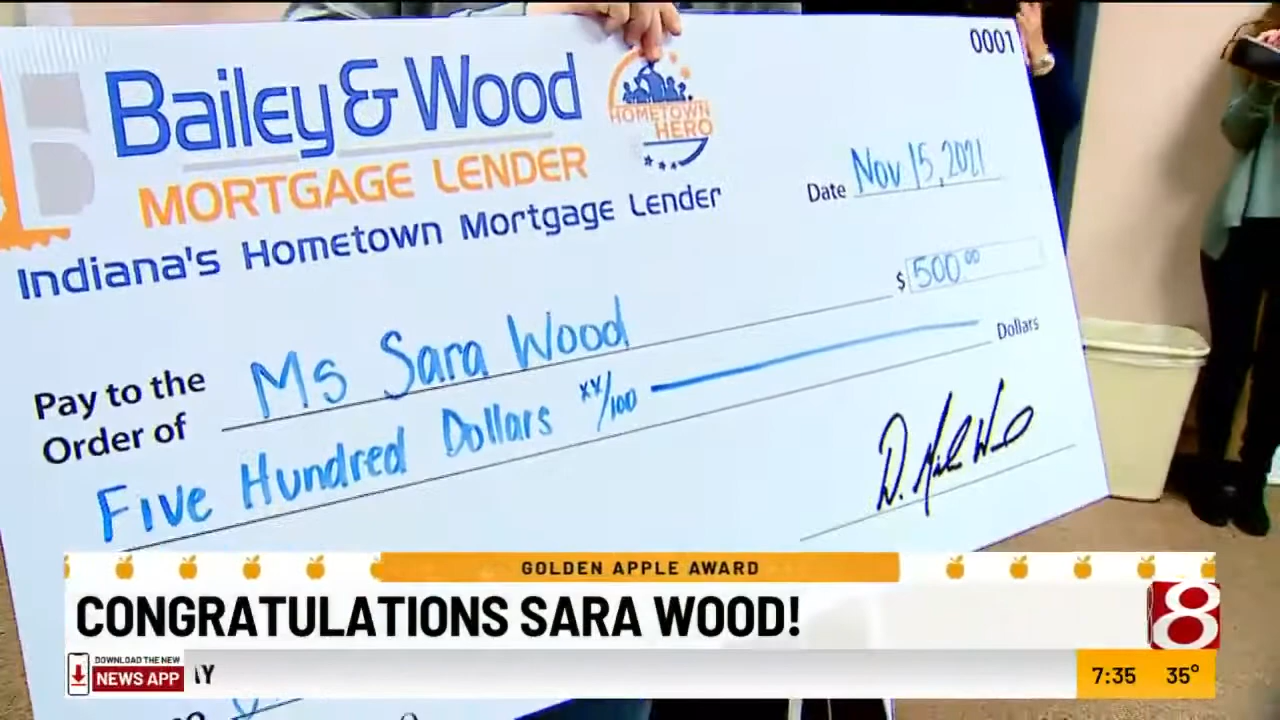 0001
Bailey & Wood
MORTGAGE LENDER
HOMETOWN
HERO
Indiana's Hometown Mortgage Lender
Date Nov 15, 2021
$ 500.00
Pay to the
Order of
Ms Sara Wood
Five Hundred Dollars xx/100
Dollars
GOLDEN APPLE AWARD
CONGRATULATIONS SARA WOOD!
8
DOWNLOAD THE NEW
NEWS APP
7:35 35°